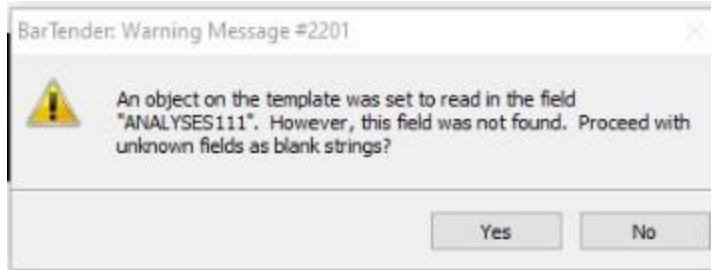 BarTender: Warning Message #2201
An object on the template was set to read in the field
"ANALYSES111".  However, this field was not found.  Proceed with
unknown fields as blank strings?
Yes
No